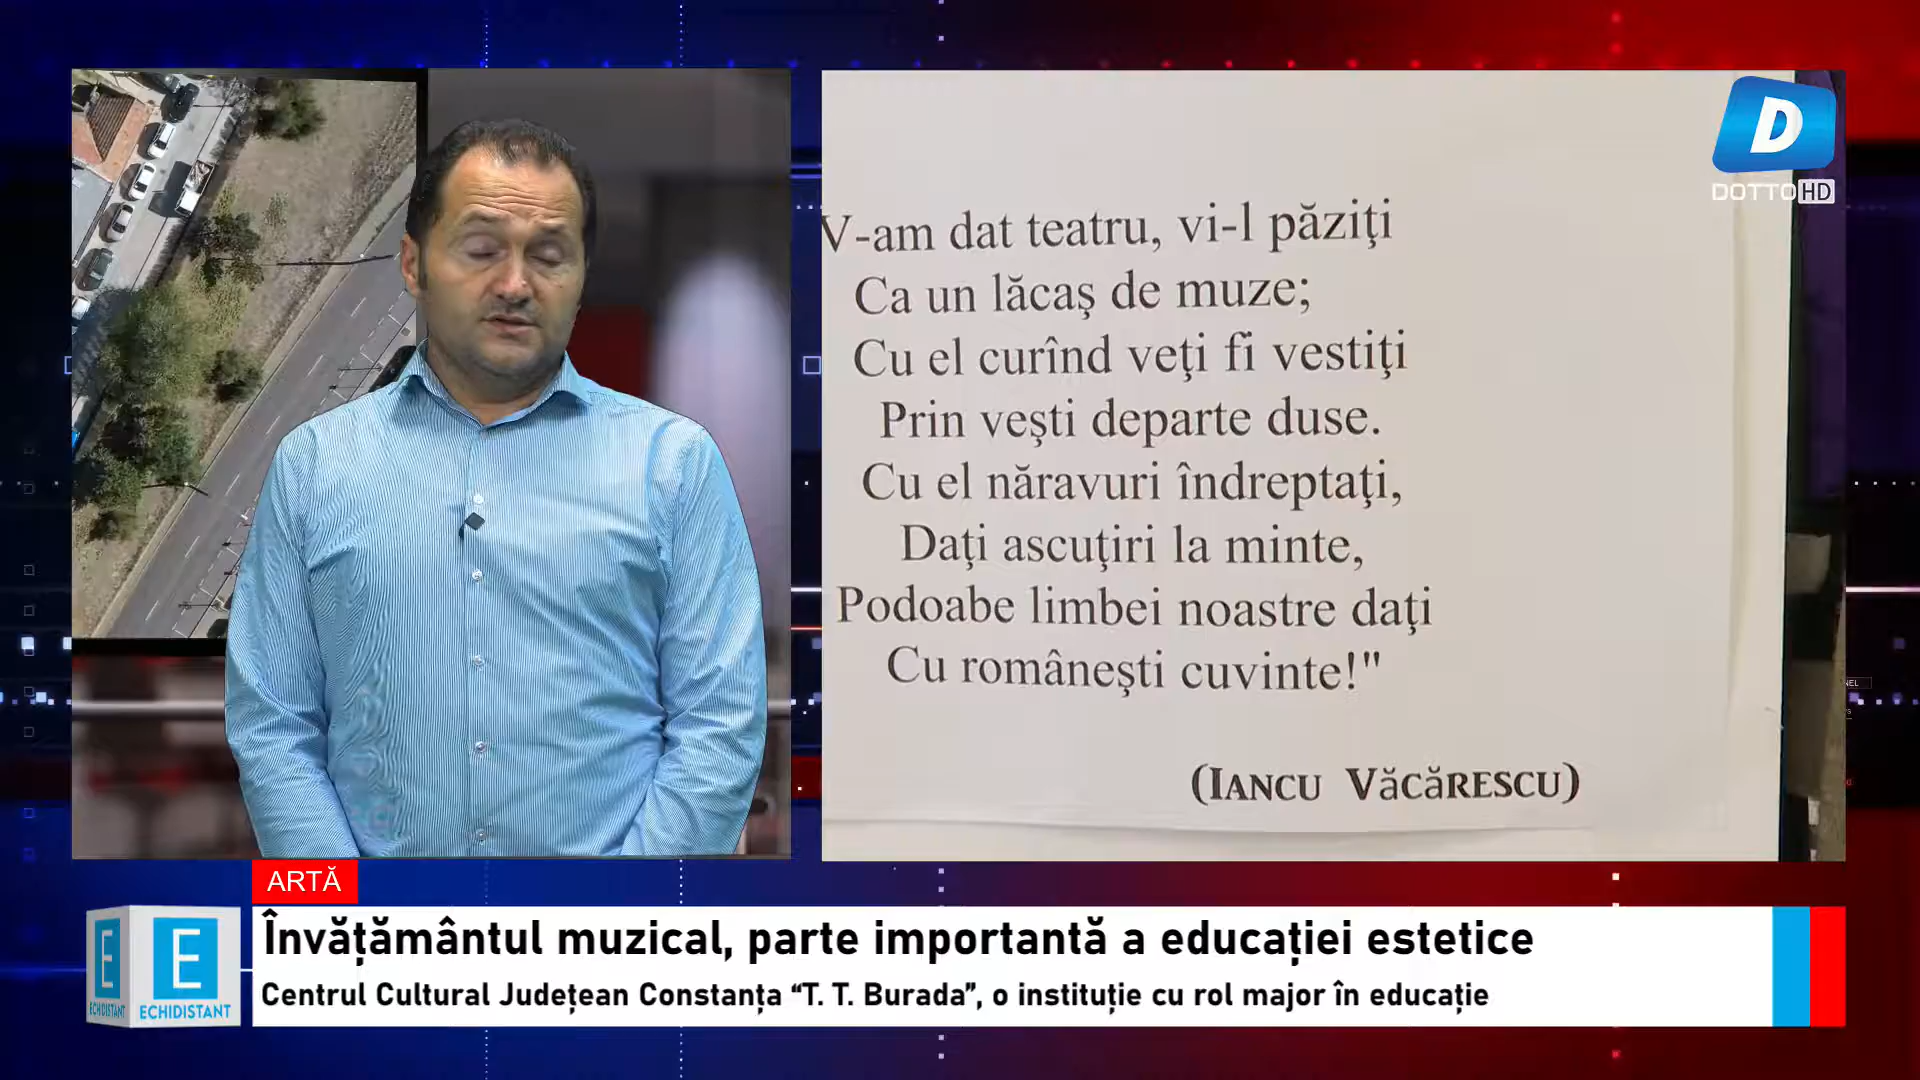 D
DOTTO HD
V-am dat teatru, vi-l păziţi
Ca un lăcaş de muze;
Cu el curînd veţi fi vestiţi
Prin veşti departe duse.
Cu el năravuri îndreptaţi,
Daţi ascuţiri la minte,
Podoabe limbei noastre daţi
Cu româneşti cuvinte!"
(IANCU VăcăRESCU)
ARTĂ
Învățământul muzical, parte importantă a educației estetice
Centrul Cultural Județean Constanța “T. T. Burada”, o instituție cu rol major în educație
E E
ECHIDISTANT ECHIDISTANT